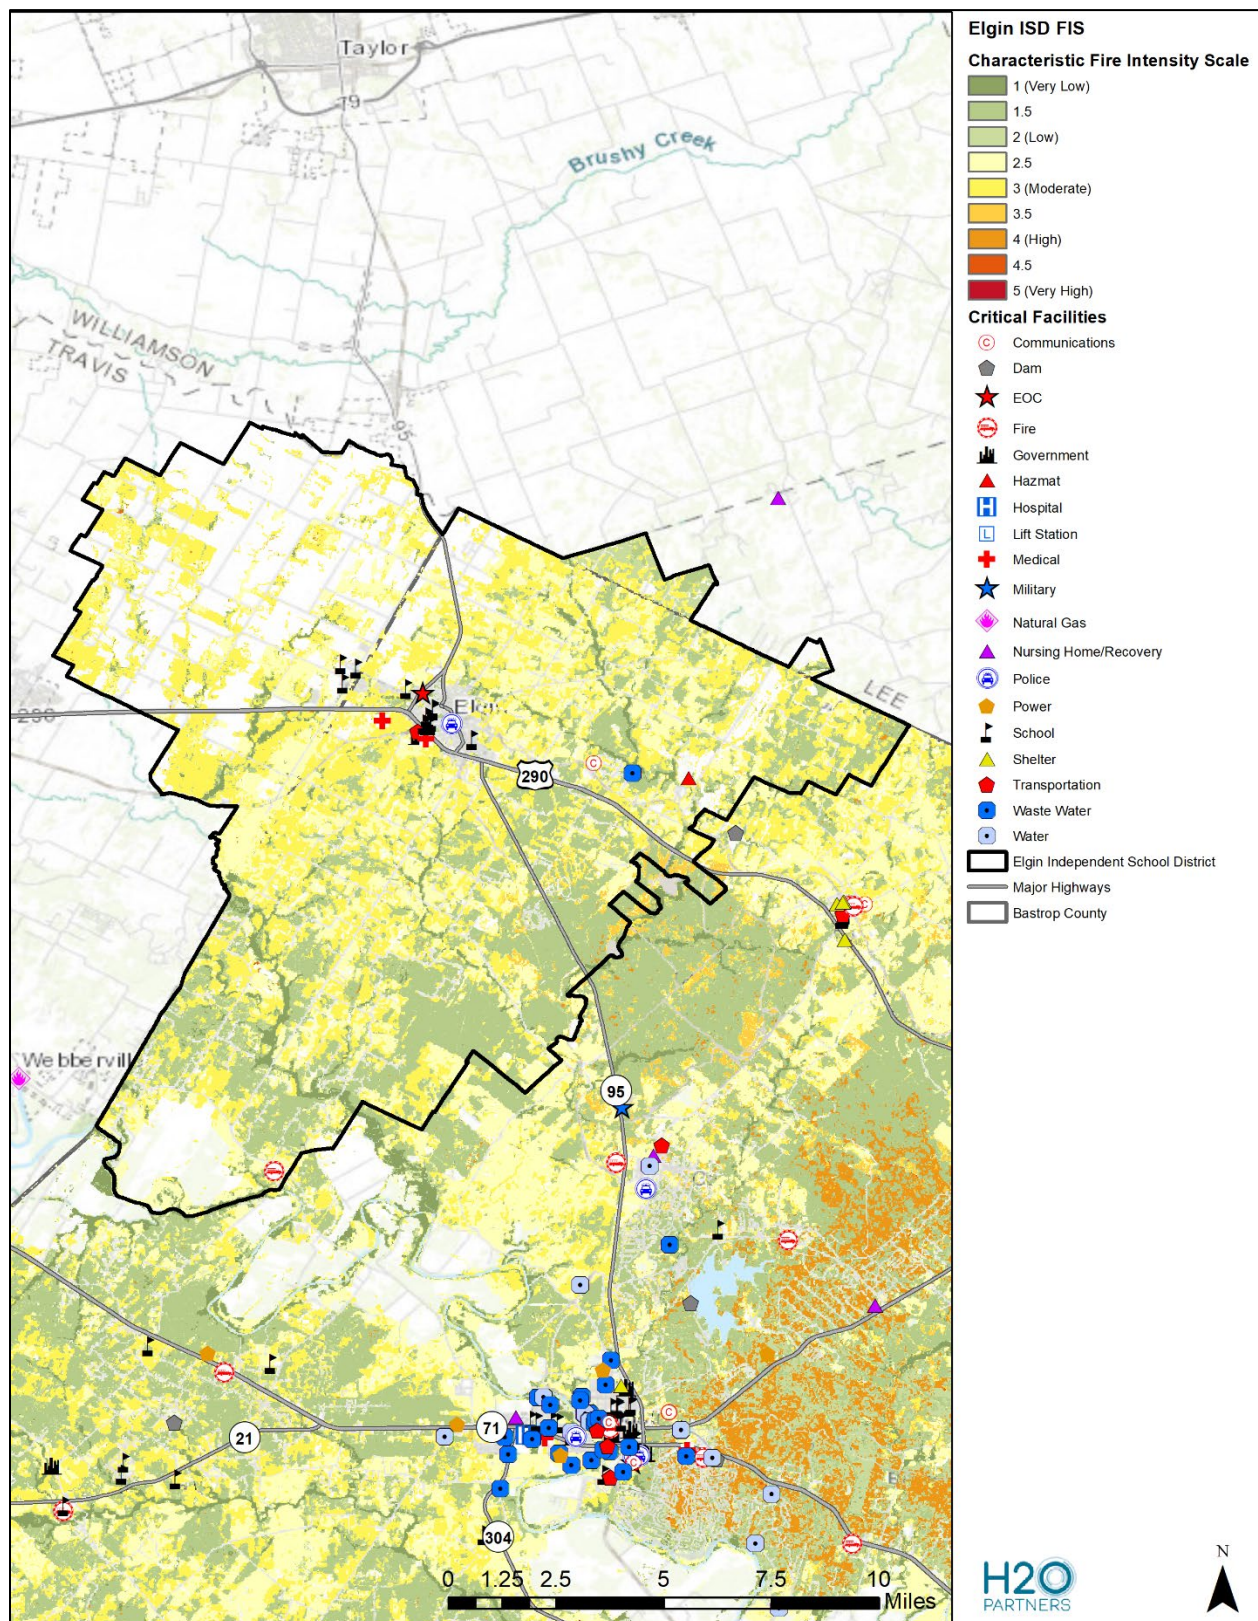 Taylor
79
Brushy Creek
WILLIAMSON
TRAVIS
95
LEE
290
Elgin
290
Webbervill
95
71
21
304
0 1.25 2.5 5 7.5 10
Miles
Elgin ISD FIS
Characteristic Fire Intensity Scale
1 (Very Low)
1.5
2 (Low)
2.5
3 (Moderate)
3.5
4 (High)
4.5
5 (Very High)
Critical Facilities
C Communications
Dam
EOC
Fire
Government
Hazmat
H Hospital
L Lift Station
Medical
Military
Natural Gas
Nursing Home/Recovery
Police
Power
School
Shelter
Transportation
Waste Water
Water
Elgin Independent School District
Major Highways
Bastrop County
H2O
PARTNERS
N